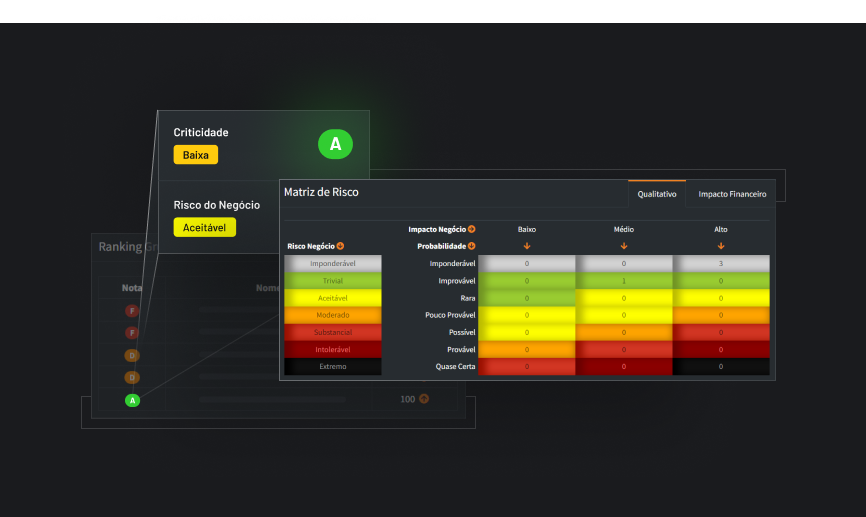 Criticidade
A
Baixa
Risco do Negócio
Aceitável
Matriz de Risco
Qualitativo Impacto Financeiro
Impacto Negócio Baixo Médio Alto
Risco Negócio Probabilidade
Imponderável Imponderável 0 0 3
Trivial Improvável 0 1 0
Aceitável Rara 0 0 0
Moderado Pouco Provável 0 0 0
Substancial Possível 0 0 0
Intolerável Provável 0 0 0
Extremo Quase Certa 0 0 0
Ranking
Nota Nome
F
F
D
D
A 100